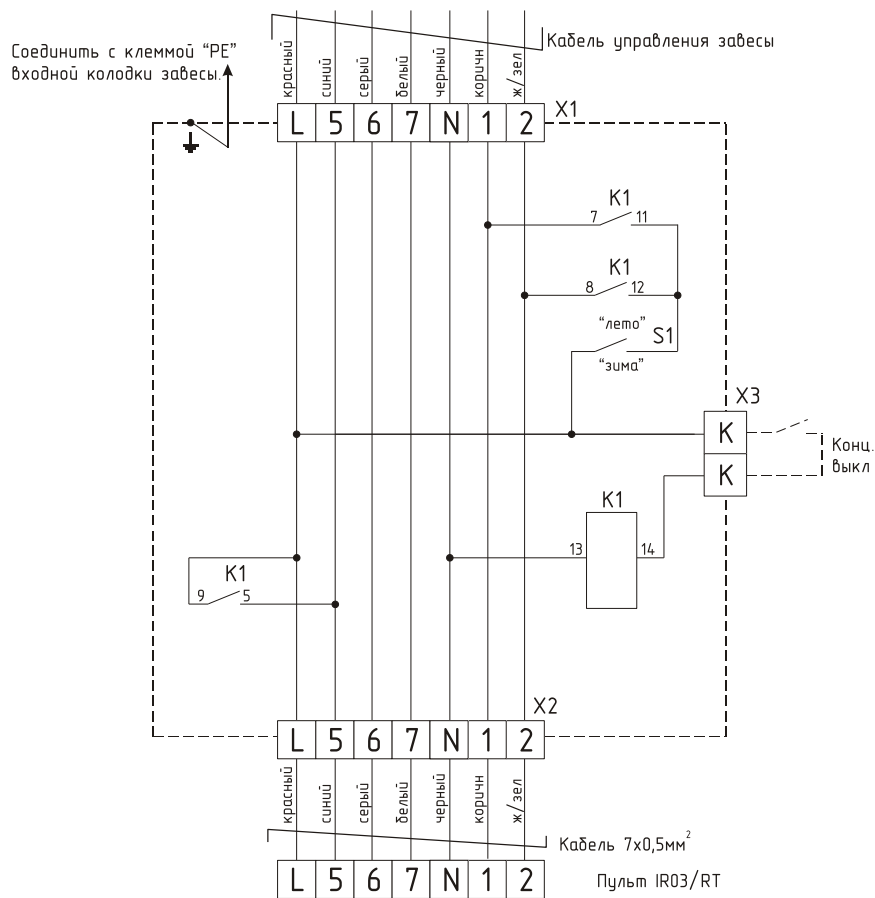 Кабель управления завесы
Соединить с клеммой “PE”
входной колодки завесы.
красный
синий
серый
белый
черный
коричн
ж/зел
L 5 6 7 N 1 2
X1
K1
7 11
K1
8 12
“лето”
S1
“зима”
X3
K
K
Конц.
выкл
K1
13 14
K1
9 5
X2
L 5 6 7 N 1 2
красный
синий
серый
белый
черный
коричн
ж/зел
Кабель 7х0,5мм²
L 5 6 7 N 1 2
Пульт IR03/RT